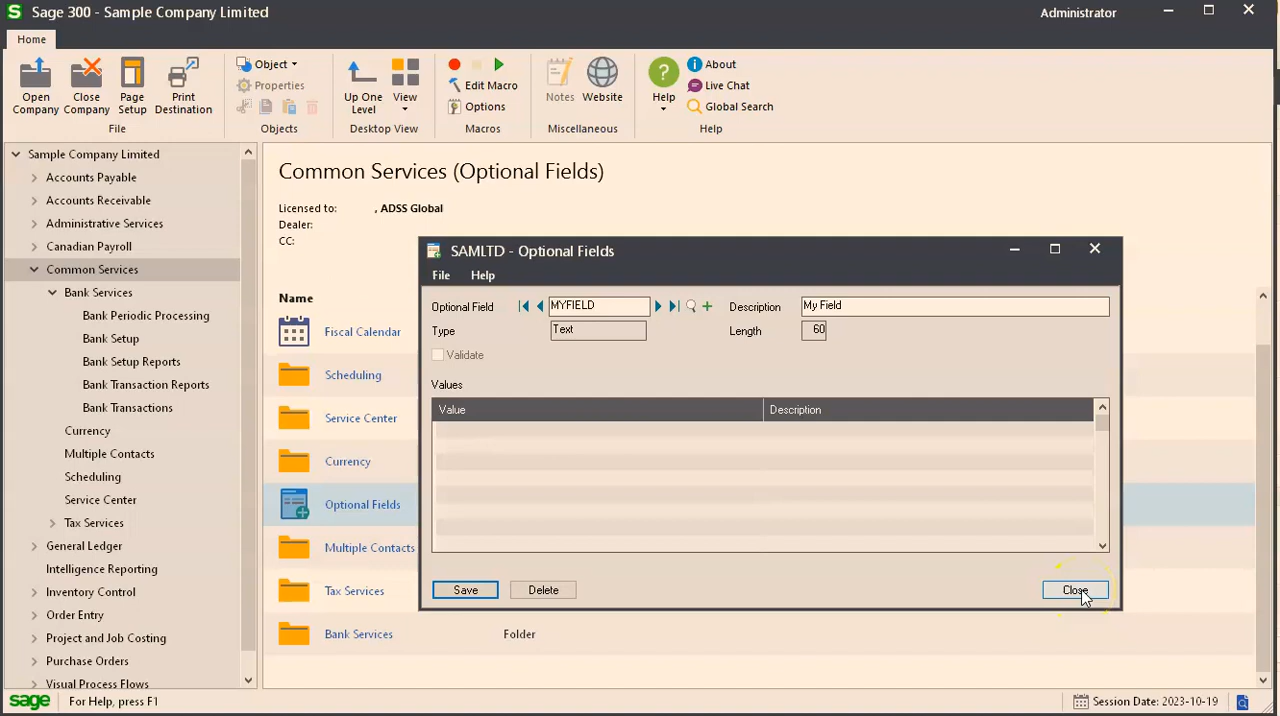 Sage 300 - Sample Company Limited
Administrator
Home
Open Company
Close Company
Page Setup
Print Destination
File
Object
Properties
Objects
Up One Level
View
Desktop View
Edit Macro
Options
Macros
Notes
Website
Miscellaneous
Help
About
Live Chat
Global Search
Help
Sample Company Limited
Accounts Payable
Accounts Receivable
Administrative Services
Canadian Payroll
Common Services
Bank Services
Bank Periodic Processing
Bank Setup
Bank Setup Reports
Bank Transaction Reports
Bank Transactions
Currency
Multiple Contacts
Scheduling
Service Center
Tax Services
General Ledger
Intelligence Reporting
Inventory Control
Order Entry
Project and Job Costing
Purchase Orders
Visual Process Flows
Common Services (Optional Fields)
Licensed to: , ADSS Global
Dealer:
CC:
Name
Fiscal Calendar
Scheduling
Service Center
Currency
Optional Fields
Multiple Contacts
Tax Services
Bank Services Folder
SAMLTD - Optional Fields
File Help
Optional Field MYFIELD Description My Field
Type Text Length 60
Validate
Values
Value Description
Save Delete Close
sage For Help, press F1
Session Date: 2023-10-19